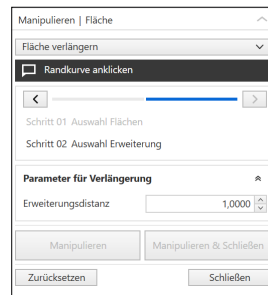 Manipulieren | Fläche
Fläche verlängern
Randkurve anklicken
Schritt 01 Auswahl Flächen
Schritt 02 Auswahl Erweiterung
Parameter für Verlängerung
Erweiterungsdistanz 1,0000
Manipulieren Manipulieren & Schließen
Zurücksetzen Schließen